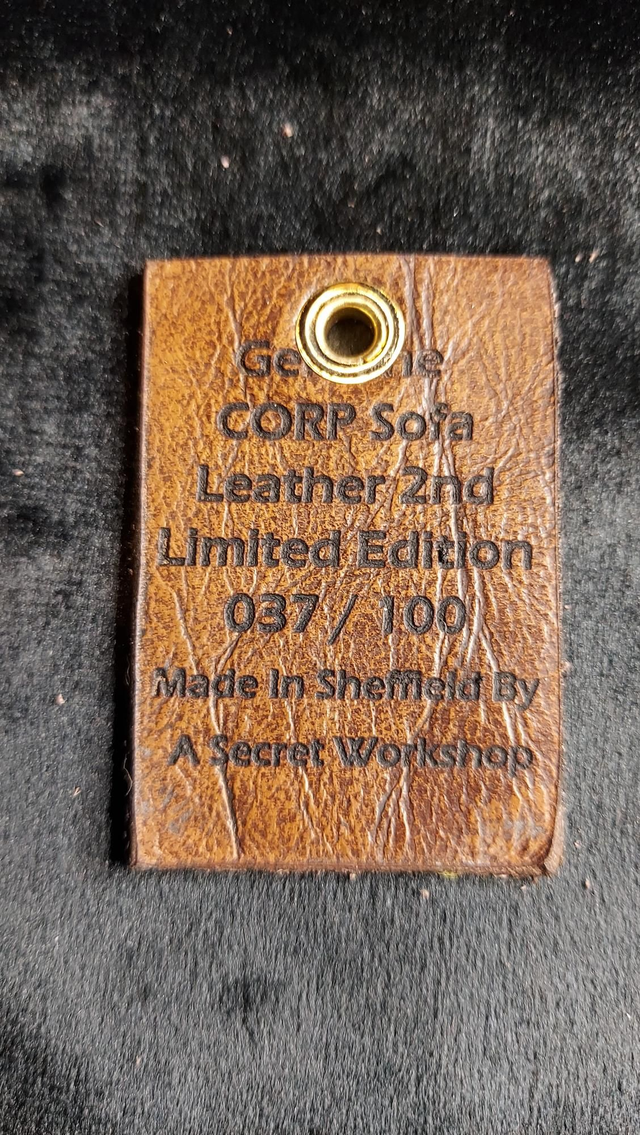 CORP Sofa
Leather 2nd
Limited Edition
037 / 100
Made In Sheffield By
A Secret Workshop